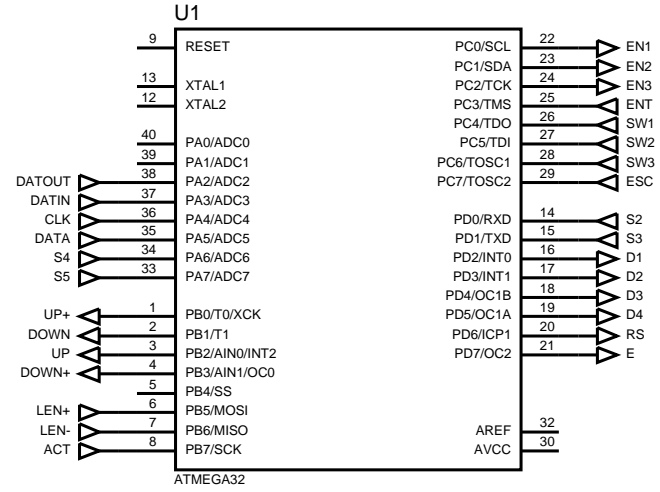 U1
9 RESET PC0/SCL 22 EN1
PC1/SDA 23 EN2
13 XTAL1 PC2/TCK 24 EN3
12 XTAL2 PC3/TMS 25 ENT
PC4/TDO 26 SW1
40 PA0/ADC0 PC5/TDI 27 SW2
39 PA1/ADC1 PC6/TOSC1 28 SW3
DATOUT 38 PA2/ADC2 PC7/TOSC2 29 ESC
DATIN 37 PA3/ADC3
CLK 36 PA4/ADC4 PD0/RXD 14 S2
DATA 35 PA5/ADC5 PD1/TXD 15 S3
S4 34 PA6/ADC6 PD2/INT0 16 D1
S5 33 PA7/ADC7 PD3/INT1 17 D2
PD4/OC1B 18 D3
UP+ 1 PB0/T0/XCK PD5/OC1A 19 D4
DOWN 2 PB1/T1 PD6/ICP1 20 RS
UP 3 PB2/AIN0/INT2 PD7/OC2 21 E
DOWN+ 4 PB3/AIN1/OC0
5 PB4/SS
LEN+ 6 PB5/MOSI
LEN- 7 PB6/MISO AREF 32
ACT 8 PB7/SCK AVCC 30
ATMEGA32